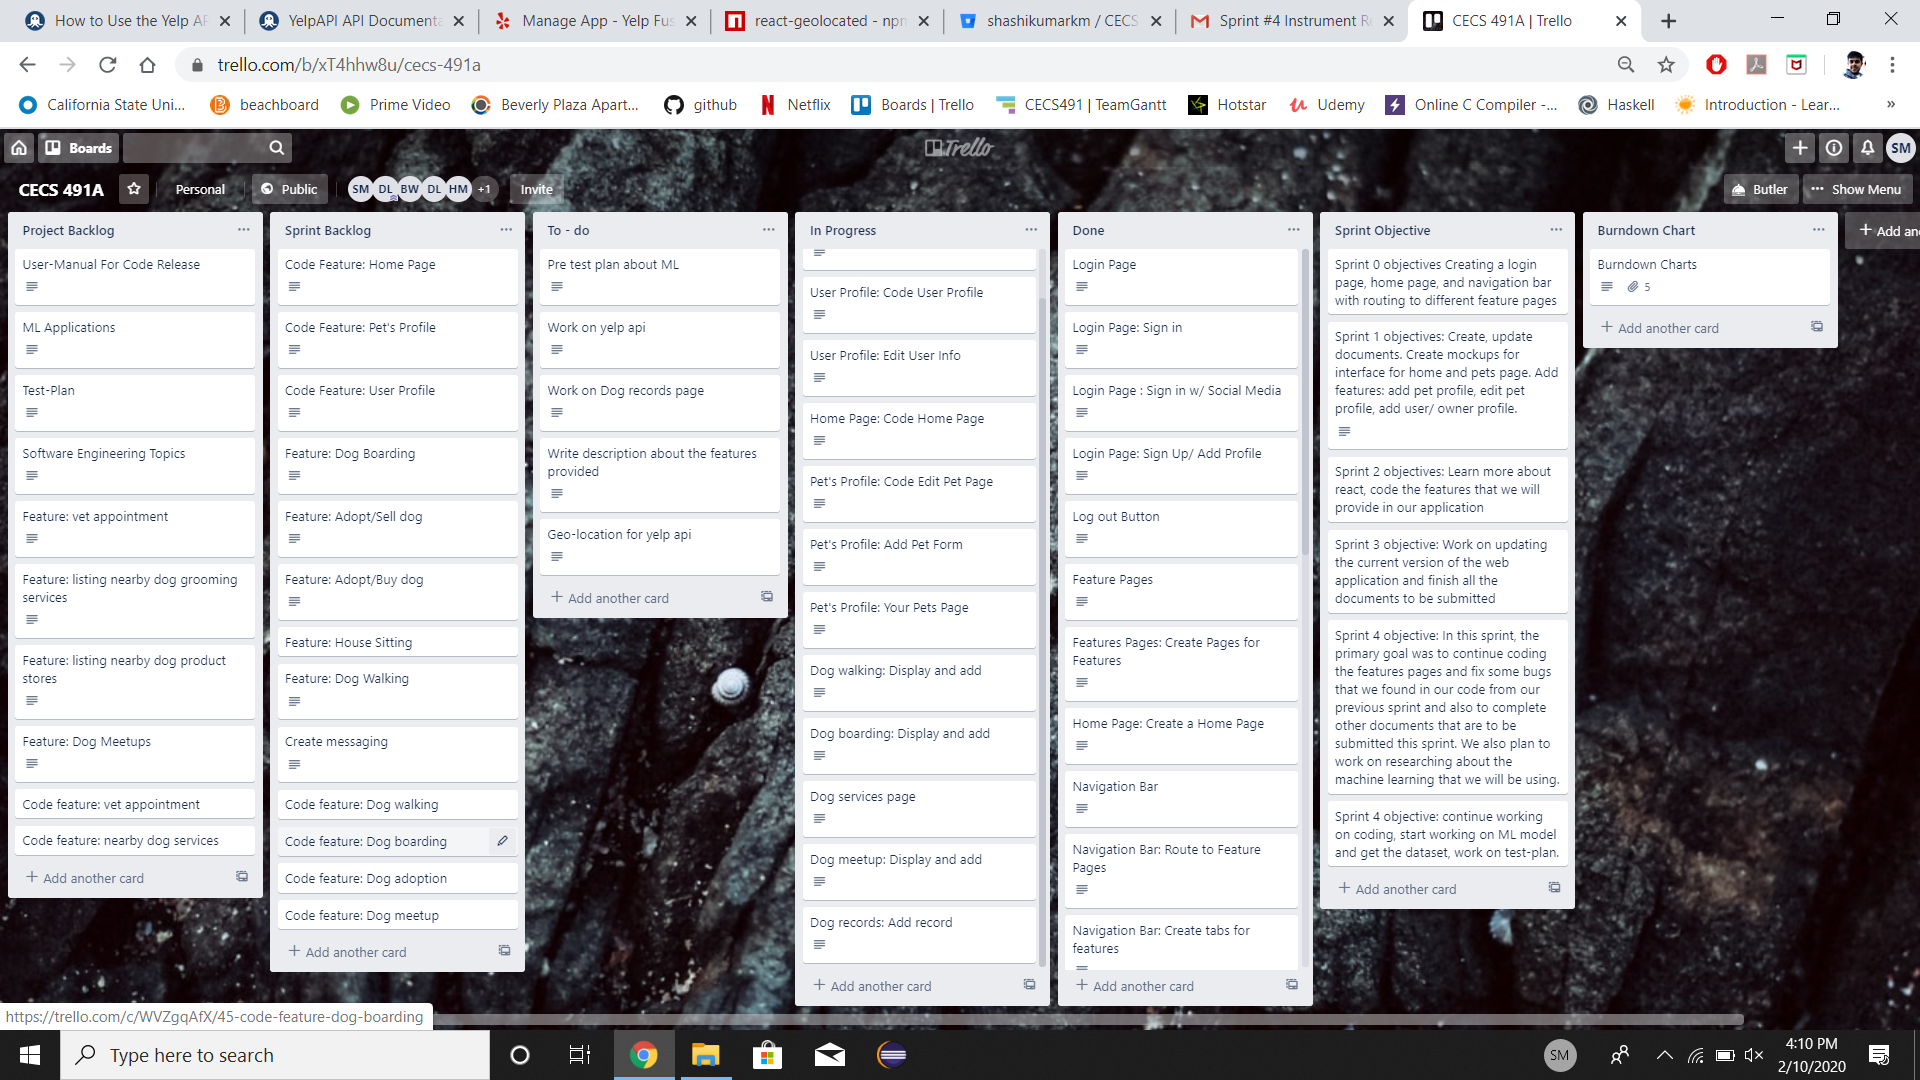 How to Use the Yelp AP
YelpAPI API Documenta
Manage App - Yelp Fus
react-geolocated - npm
shashikumarkm / CECS
Sprint #4 Instrument Re
CECS 491A | Trello
trello.com/b/xT4hhw8u/cecs-491a
California State Uni...
beachboard
Prime Video
Beverly Plaza Apart...
github
Netflix
Boards | Trello
CECS491 | TeamGantt
Hotstar
Udemy
Online C Compiler -...
Haskell
Introduction - Lear...
»
Boards
Trello
SM
CECS 491A
Personal
Public
SM DL BW DL HM +1
Invite
Butler
Show Menu
Project Backlog
User-Manual For Code Release
ML Applications
Test-Plan
Software Engineering Topics
Feature: vet appointment
Feature: listing nearby dog grooming
services
Feature: listing nearby dog product
stores
Feature: Dog Meetups
Code feature: vet appointment
Code feature: nearby dog services
+ Add another card
Sprint Backlog
Code Feature: Home Page
Code Feature: Pet's Profile
Code Feature: User Profile
Feature: Dog Boarding
Feature: Adopt/Sell dog
Feature: Adopt/Buy dog
Feature: House Sitting
Feature: Dog Walking
Create messaging
Code feature: Dog walking
Code feature: Dog boarding
Code feature: Dog adoption
Code feature: Dog meetup
+ Add another card
To - do
Pre test plan about ML
Work on yelp api
Work on Dog records page
Write description about the features
provided
Geo-location for yelp api
+ Add another card
In Progress
User Profile: Code User Profile
User Profile: Edit User Info
Home Page: Code Home Page
Pet's Profile: Code Edit Pet Page
Pet's Profile: Add Pet Form
Pet's Profile: Your Pets Page
Dog walking: Display and add
Dog boarding: Display and add
Dog services page
Dog meetup: Display and add
Dog records: Add record
+ Add another card
Done
Login Page
Login Page: Sign in
Login Page : Sign in w/ Social Media
Login Page: Sign Up/ Add Profile
Log out Button
Feature Pages
Features Pages: Create Pages for
Features
Home Page: Create a Home Page
Navigation Bar
Navigation Bar: Route to Feature
Pages
Navigation Bar: Create tabs for
features
+ Add another card
Sprint Objective
Sprint 0 objectives Creating a login
page, home page, and navigation bar
with routing to different feature pages
Sprint 1 objectives: Create, update
documents. Create mockups for
interface for home and pets page. Add
features: add pet profile, edit pet
profile, add user/ owner profile.
Sprint 2 objectives: Learn more about
react, code the features that we will
provide in our application
Sprint 3 objective: Work on updating
the current version of the web
application and finish all the
documents to be submitted
Sprint 4 objective: In this sprint, the
primary goal was to continue coding
the features pages and fix some bugs
that we found in our code from our
previous sprint and also to complete
other documents that are to be
submitted this sprint. We also plan to
work on researching about the
machine learning that we will be using.
Sprint 4 objective: continue working
on coding, start working on ML model
and get the dataset, work on test-plan.
+ Add another card
Burndown Chart
Burndown Charts
5
+ Add another card
+ Add an
https://trello.com/c/WVZgqAfX/45-code-feature-dog-boarding
Type here to search
SM
4:10 PM
2/10/2020